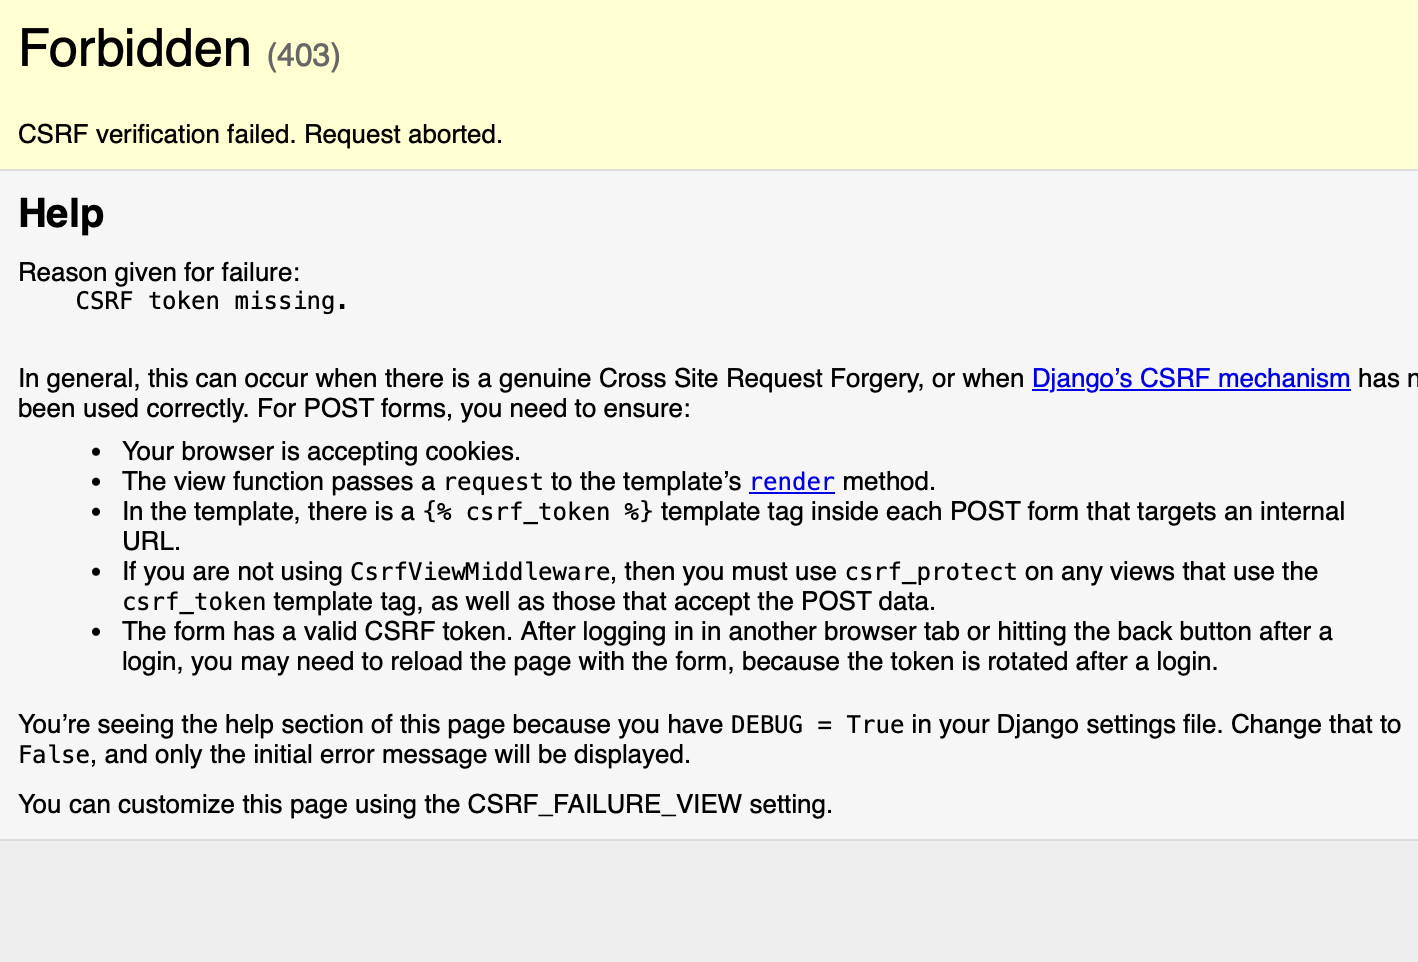 Forbidden (403)
CSRF verification failed. Request aborted.
Help
Reason given for failure:
CSRF token missing.
In general, this can occur when there is a genuine Cross Site Request Forgery, or when Django’s CSRF mechanism has
been used correctly. For POST forms, you need to ensure:
• Your browser is accepting cookies.
• The view function passes a request to the template’s render method.
• In the template, there is a {% csrf_token %} template tag inside each POST form that targets an internal
URL.
• If you are not using CsrfViewMiddleware, then you must use csrf_protect on any views that use the
csrf_token template tag, as well as those that accept the POST data.
• The form has a valid CSRF token. After logging in in another browser tab or hitting the back button after a
login, you may need to reload the page with the form, because the token is rotated after a login.
You’re seeing the help section of this page because you have DEBUG = True in your Django settings file. Change that to
False, and only the initial error message will be displayed.
You can customize this page using the CSRF_FAILURE_VIEW setting.